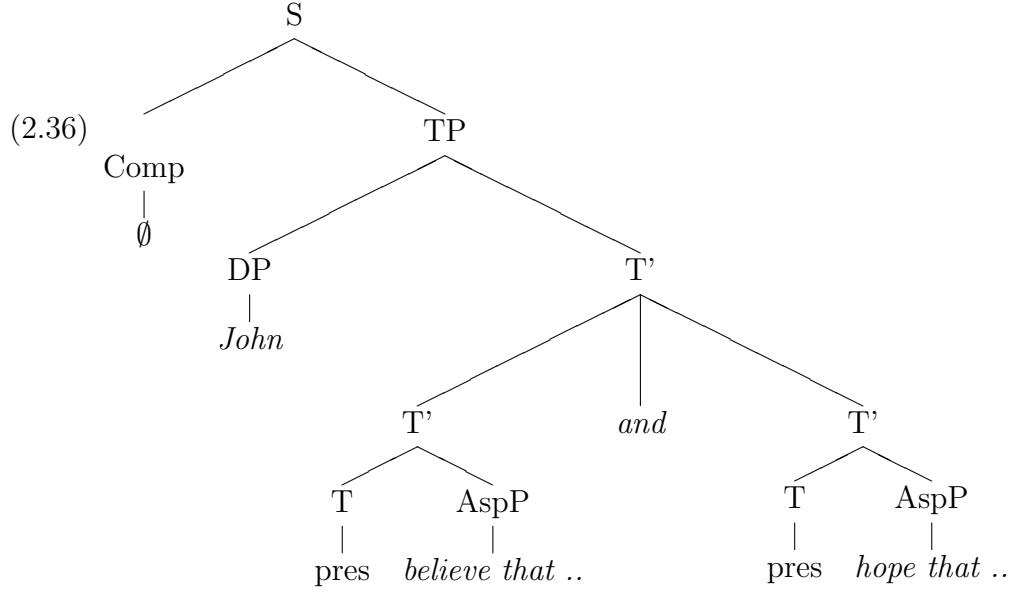 S
(2.36)
TP
Comp
∅
DP
T’
John
T’
and
T’
T
AspP
T
AspP
pres
believe that ..
pres
hope that ..